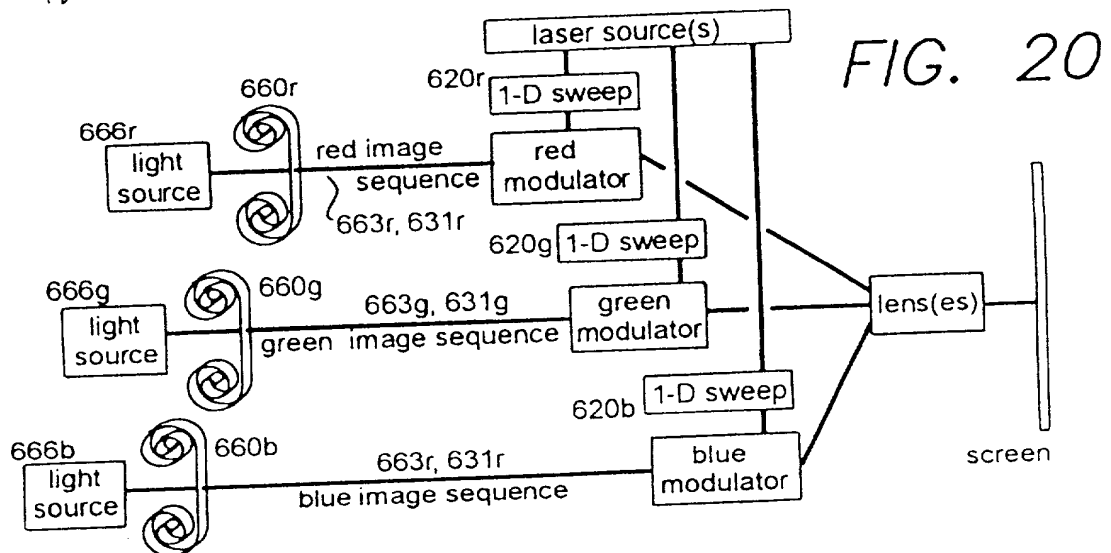 laser source(s)
FIG. 20
620r
1-D sweep
660r
666r
light
source
red image
sequence
red
modulator
663r, 631r
620g
1-D sweep
666g
660g
light
source
663g, 631g
green image sequence
green
modulator
lens(es)
620b
1-D sweep
666b
660b
light
source
663r, 631r
blue image sequence
blue
modulator
screen